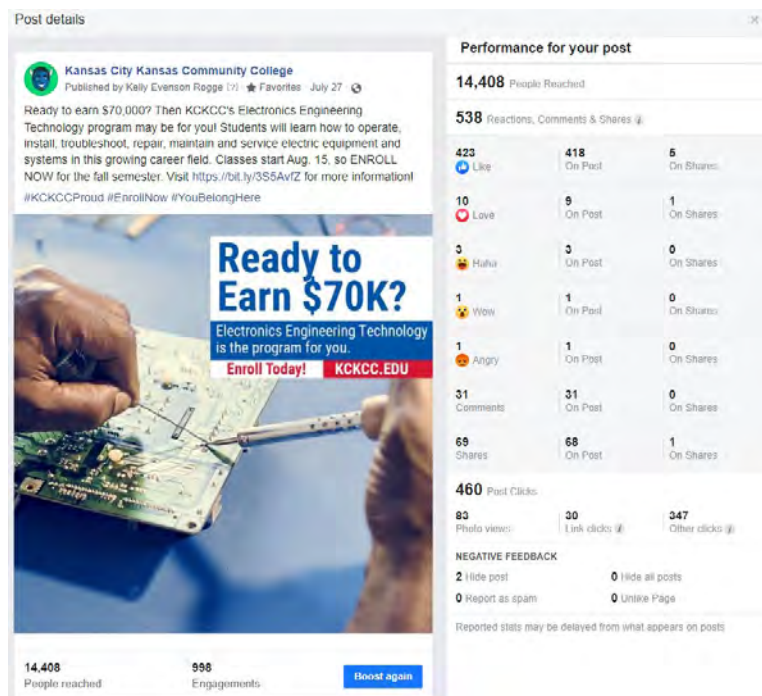 Post details
Kansas City Kansas Community College
Published by Kelly Evenson Rogge [?] · Favorites · July 27 ·
Ready to earn $70,000? Then KCKCC's Electronics Engineering
Technology program may be for you! Students will learn how to operate,
install, troubleshoot, repair, maintain and service electric equipment and
systems in this growing career field. Classes start Aug. 15, so ENROLL
NOW for the fall semester. Visit https://bit.ly/3S5AvfZ for more information!
#KCKCCProud #EnrollNow #YouBelongHere
Ready to
Earn $70K?
Electronics Engineering Technology
is the program for you.
Enroll Today! KCKCC.EDU
14,408 998
People reached Engagements Boost again
Performance for your post
14,408 People Reached
538 Reactions, Comments & Shares
423 418 5
Like On Post On Shares
10 9 1
Love On Post On Shares
3 3 0
Haha On Post On Shares
1 1 0
Wow On Post On Shares
1 1 0
Angry On Post On Shares
31 31 0
Comments On Post On Shares
69 68 1
Shares On Post On Shares
460 Post Clicks
83 30 347
Photo views Link clicks Other clicks
NEGATIVE FEEDBACK
2 Hide post 0 Hide all posts
0 Report as spam 0 Unlike Page
Reported stats may be delayed from what appears on posts